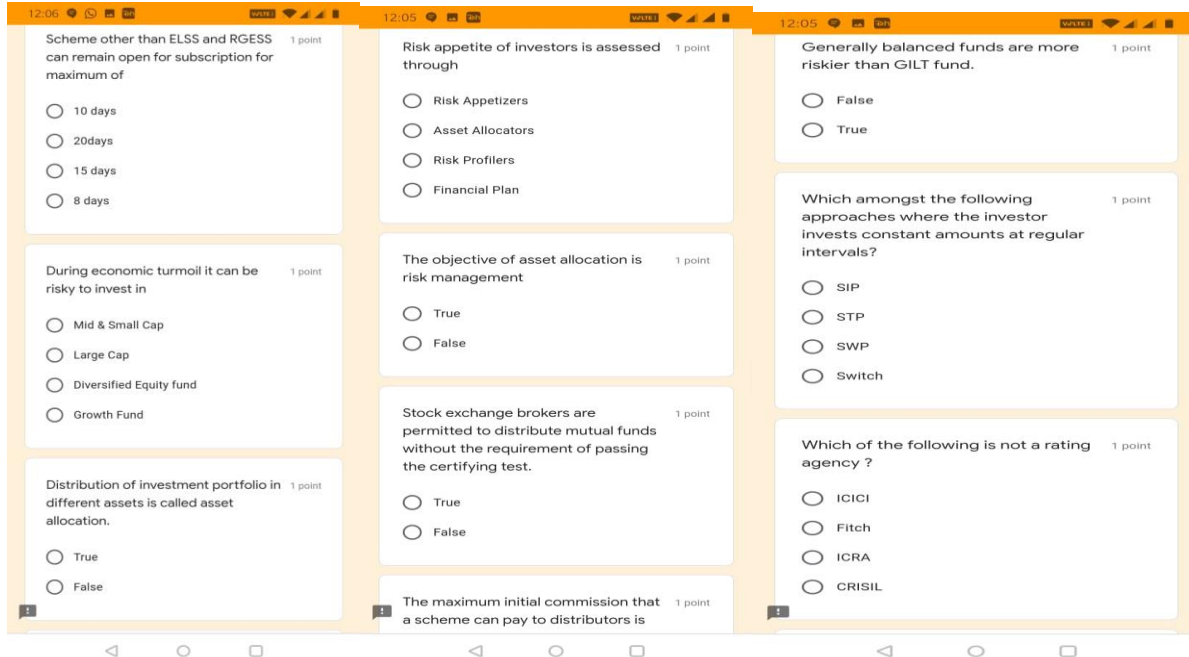 12:06
VoLTE
Scheme other than ELSS and RGESS
1 point
can remain open for subscription for
maximum of
10 days
20days
15 days
8 days
During economic turmoil it can be
1 point
risky to invest in
Mid & Small Cap
Large Cap
Diversified Equity fund
Growth Fund
Distribution of investment portfolio in
1 point
different assets is called asset
allocation.
True
False
12:05
Risk appetite of investors is assessed
1 point
through
Risk Appetizers
Asset Allocators
Risk Profilers
Financial Plan
The objective of asset allocation is
1 point
risk management
True
False
Stock exchange brokers are
1 point
permitted to distribute mutual funds
without the requirement of passing
the certifying test.
True
False
The maximum initial commission that
1 point
a scheme can pay to distributors is
12:05
Generally balanced funds are more
1 point
riskier than GILT fund.
False
True
Which amongst the following
1 point
approaches where the investor
invests constant amounts at regular
intervals?
SIP
STP
SWP
Switch
Which of the following is not a rating
1 point
agency ?
ICICI
Fitch
ICRA
CRISIL